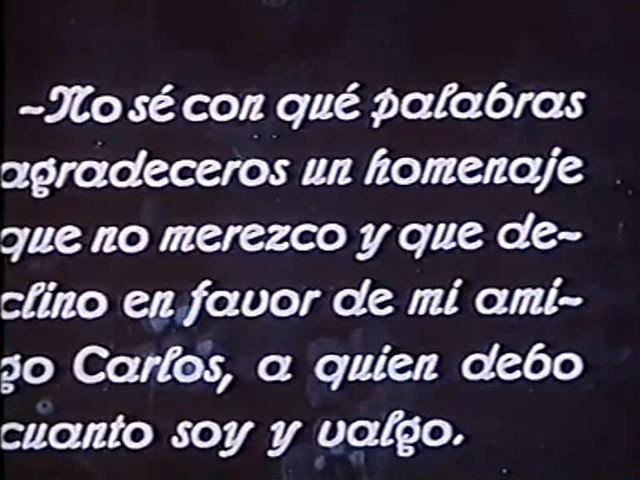 ~No sé con qué palabras
agradeceros un homenaje
que no merezco y que de~
clino en favor de mi ami~
go Carlos, a quien debo
cuanto soy y valgo.